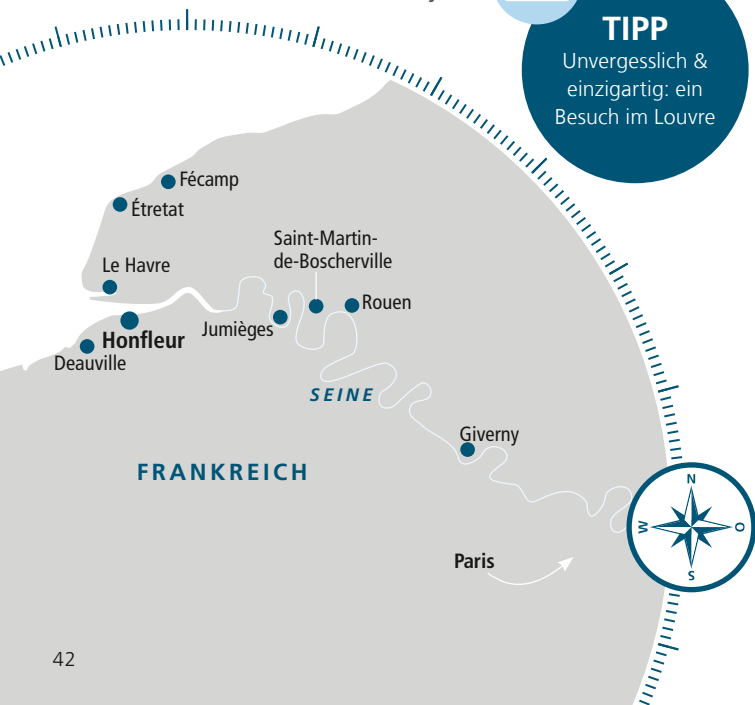 TIPP
Unvergesslich &
einzigartig: ein
Besuch im Louvre
Fécamp
Étretat
Saint-Martin-
de-Boscherville
Le Havre
Rouen
Jumièges
Honfleur
Deauville
SEINE
Giverny
FRANKREICH
N
W
O
S
Paris
42